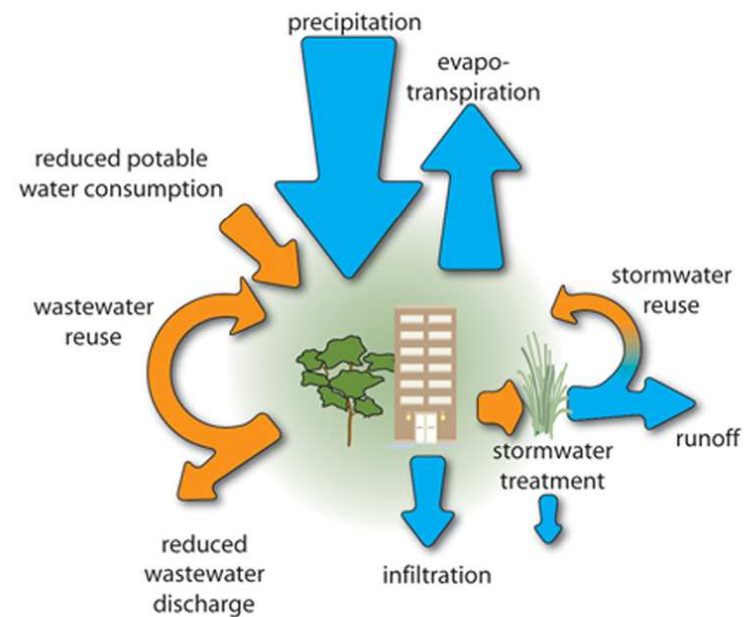 precipitation
evapo-
transpiration
reduced potable
water consumption
stormwater
reuse
wastewater
reuse
runoff
stormwater
treatment
reduced
wastewater
discharge
infiltration